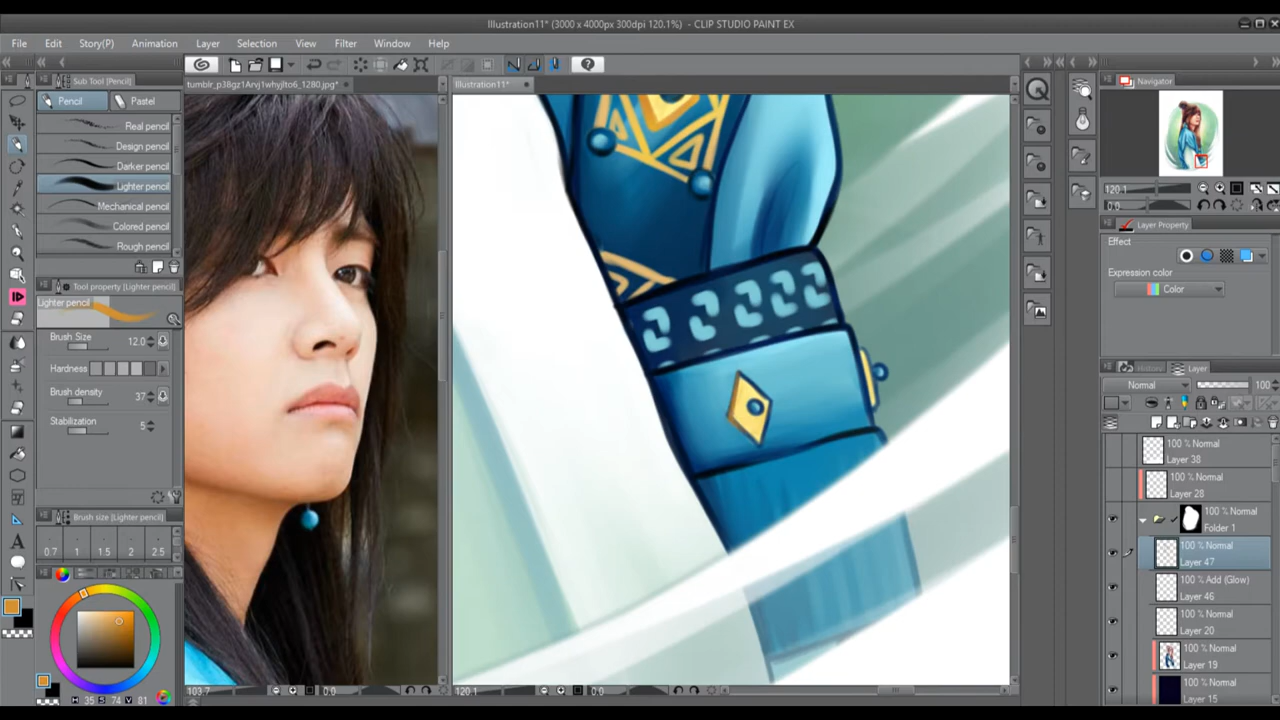 Illustration11* (3000 x 4000px 300dpi 120.1%) - CLIP STUDIO PAINT EX
File Edit Story(P) Animation Layer Selection View Filter Window Help
Sub Tool [Pencil]
tumblr_p38gz1Arvj1whyjlto6_1280.jpg*
Illustration11*
Navigator
Pencil
Pastel
Real pencil
Design pencil
Darker pencil
Lighter pencil
Mechanical pencil
Colored pencil
Rough pencil
120.1
0.0
Layer Property
Effect
Expression color
Color
Tool property [Lighter pencil]
Lighter pencil
Brush Size 12.0
Hardness
Brush density 37
Stabilization 5
History
Layer
Normal 100
100 % Normal
Layer 38
100 % Normal
Layer 28
100 % Normal
Folder 1
100 % Normal
Layer 47
100 % Add (Glow)
Layer 46
100 % Normal
Layer 20
100 % Normal
Layer 19
100 % Normal
Layer 15
Brush size [Lighter pencil]
0.7 1 1.5 2 2.5
A
H 35 S 74 V 81
103.7 0.0
120.1 0.0